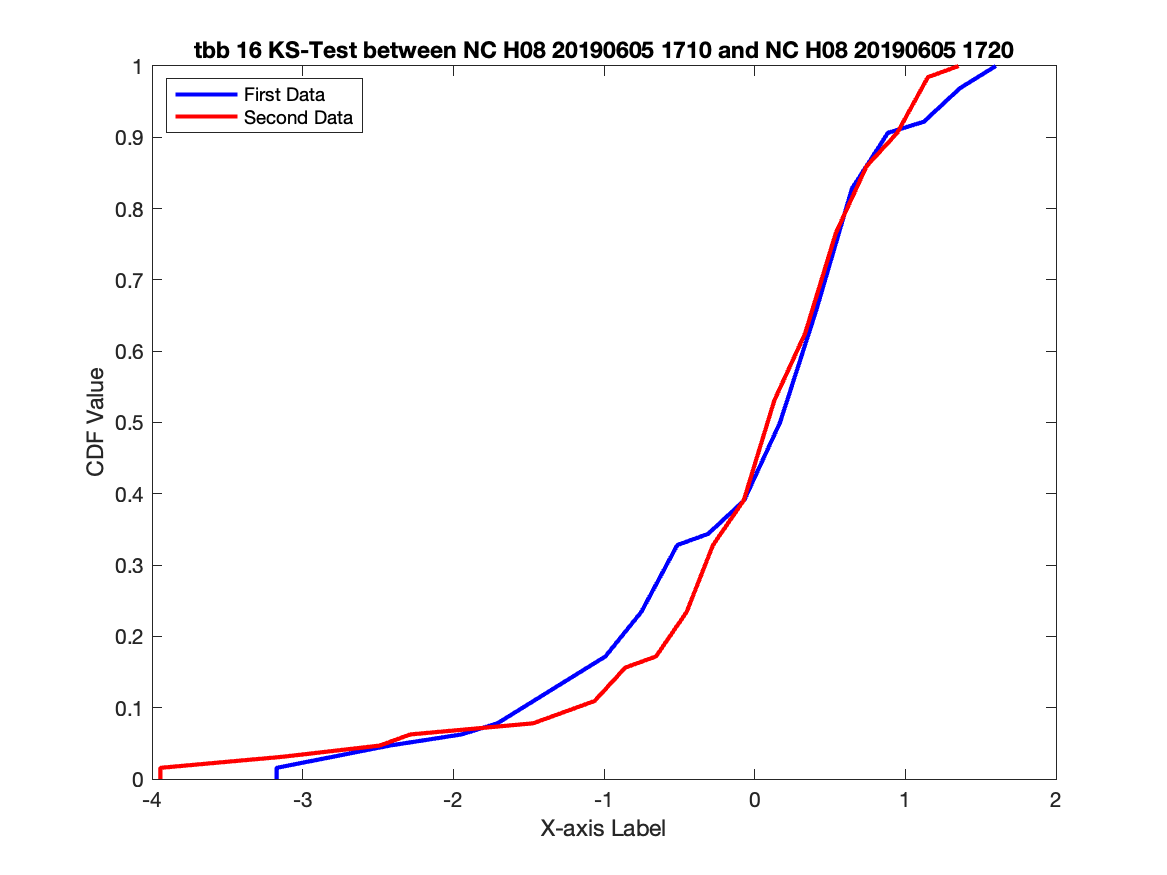 tbb 16 KS-Test between NC H08 20190605 1710 and NC H08 20190605 1720
First Data
Second Data
1
0.9
0.8
0.7
0.6
0.5
0.4
0.3
0.2
0.1
0
CDF Value
-4 -3 -2 -1 0 1 2
X-axis Label